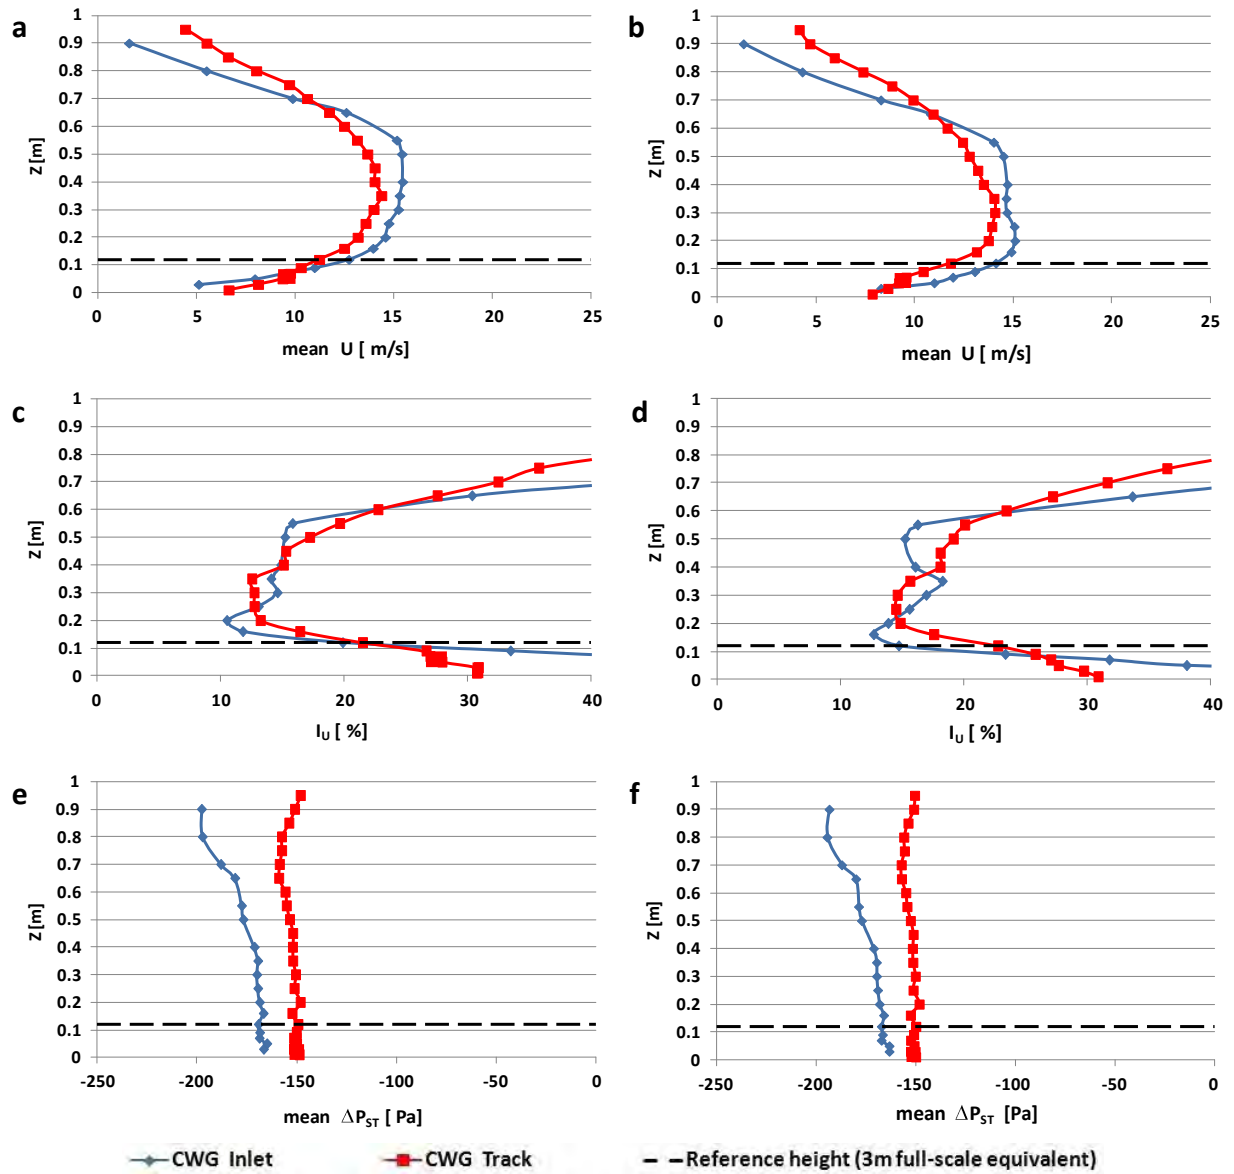 a
1
0.9
0.8
0.7
0.6
0.5
0.4
0.3
0.2
0.1
0
Z [m]
0 5 10 15 20 25
mean U [ m/s]
b
1
0.9
0.8
0.7
0.6
0.5
0.4
0.3
0.2
0.1
0
Z [m]
0 5 10 15 20 25
mean U [ m/s]
c
1
0.9
0.8
0.7
0.6
0.5
0.4
0.3
0.2
0.1
0
Z [m]
0 10 20 30 40
IU [ %]
d
1
0.9
0.8
0.7
0.6
0.5
0.4
0.3
0.2
0.1
0
Z [m]
0 10 20 30 40
IU [ %]
e
1
0.9
0.8
0.7
0.6
0.5
0.4
0.3
0.2
0.1
0
Z [m]
-250 -200 -150 -100 -50 0
mean ΔPST [ Pa]
f
1
0.9
0.8
0.7
0.6
0.5
0.4
0.3
0.2
0.1
0
Z [m]
-250 -200 -150 -100 -50 0
mean ΔPST [Pa]
CWG Inlet CWG Track Reference height (3m full-scale equivalent)